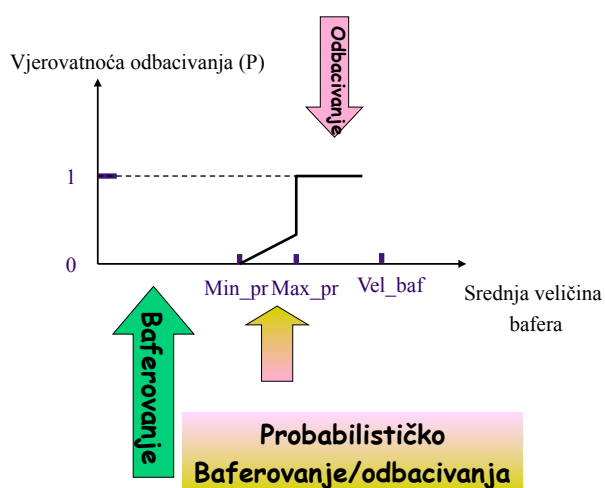 Vjerovatnoća odbacivanja (P)
Odbacivanje
1
0
Min_pr
Max_pr
Vel_baf
Srednja veličina
bafera
Baferovanje
Probabilističko
Baferovanje/odbacivanja